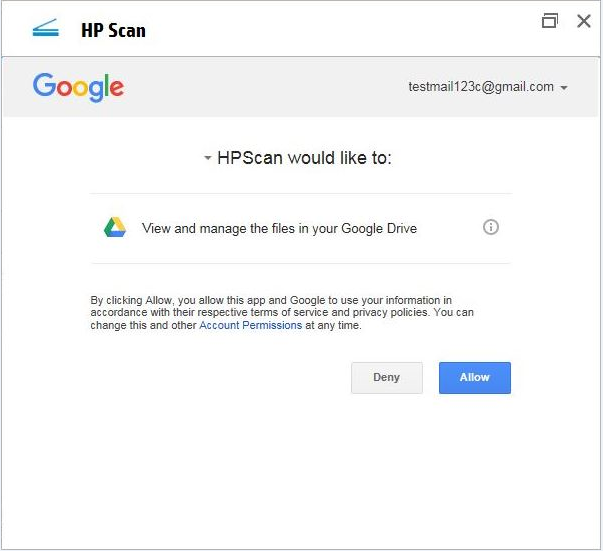 HP Scan
Google
testmail123c@gmail.com
HPScan would like to:
View and manage the files in your Google Drive
By clicking Allow, you allow this app and Google to use your information in
accordance with their respective terms of service and privacy policies. You can
change this and other Account Permissions at any time.
Deny
Allow